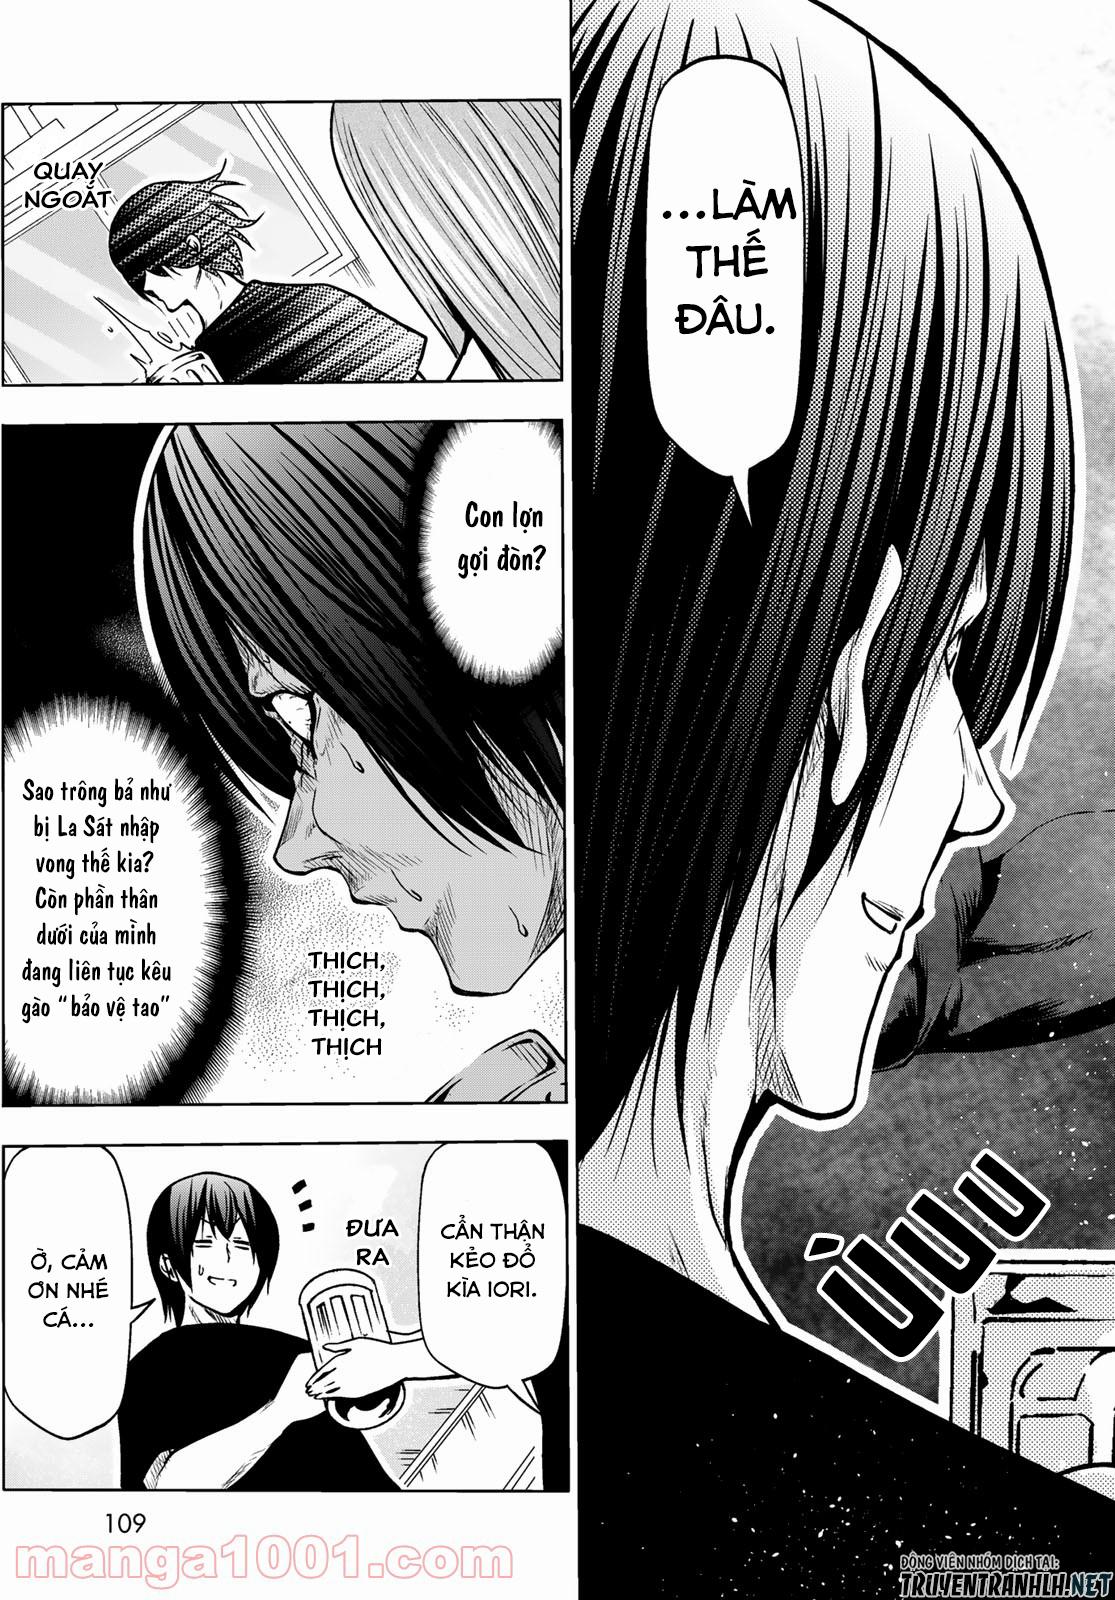 …LÀM
THẾ
ĐÂU.
ÙUUU
QUAY
NGOẮT
Con lợn
gợi đòn?
Sao trông bả như
bị La Sát nhập
vong thế kia?
Còn phần thân
dưới của mình
đang liên tục kêu
gào “bảo vệ tao”
THỊCH,
THỊCH,
THỊCH,
THỊCH
CẨN THẬN
KẺO ĐỔ
KÌA IORI.
ĐƯA
RA
Ờ, CẢM
ƠN NHÉ
CÁ…
109
manga1001.com
ĐỘNG VIÊN NHÓM DỊCH TẠI:
TRUYENTRANHLH.NET